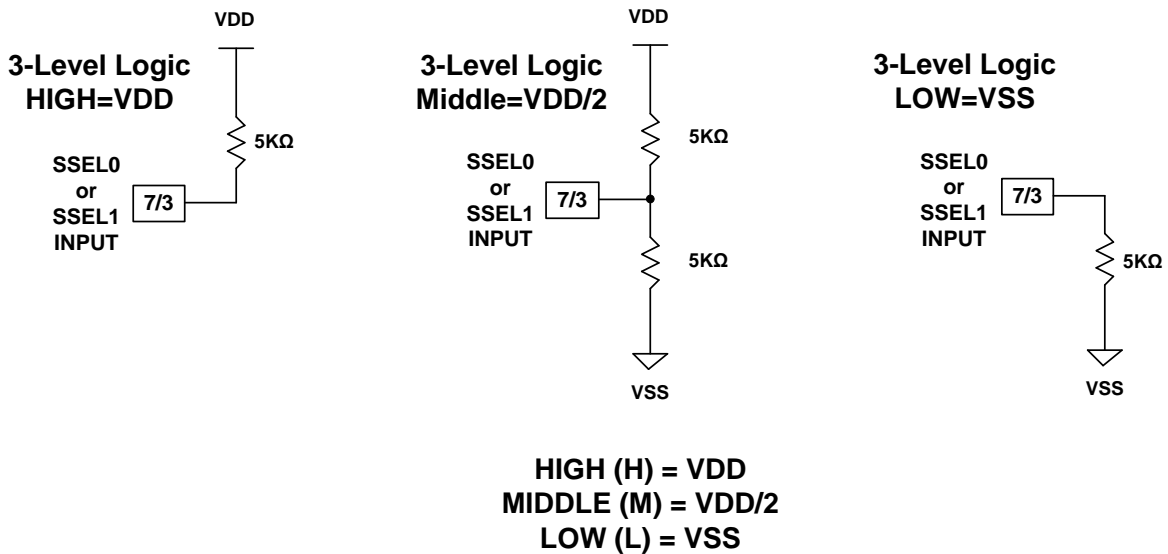 VDD
3-Level Logic
HIGH=VDD
5KΩ
SSEL0
or
SSEL1
INPUT
7/3
VDD
3-Level Logic
Middle=VDD/2
5KΩ
SSEL0
or
SSEL1
INPUT
7/3
5KΩ
VSS
3-Level Logic
LOW=VSS
SSEL0
or
SSEL1
INPUT
7/3
5KΩ
VSS
HIGH (H) = VDD
MIDDLE (M) = VDD/2
LOW (L) = VSS